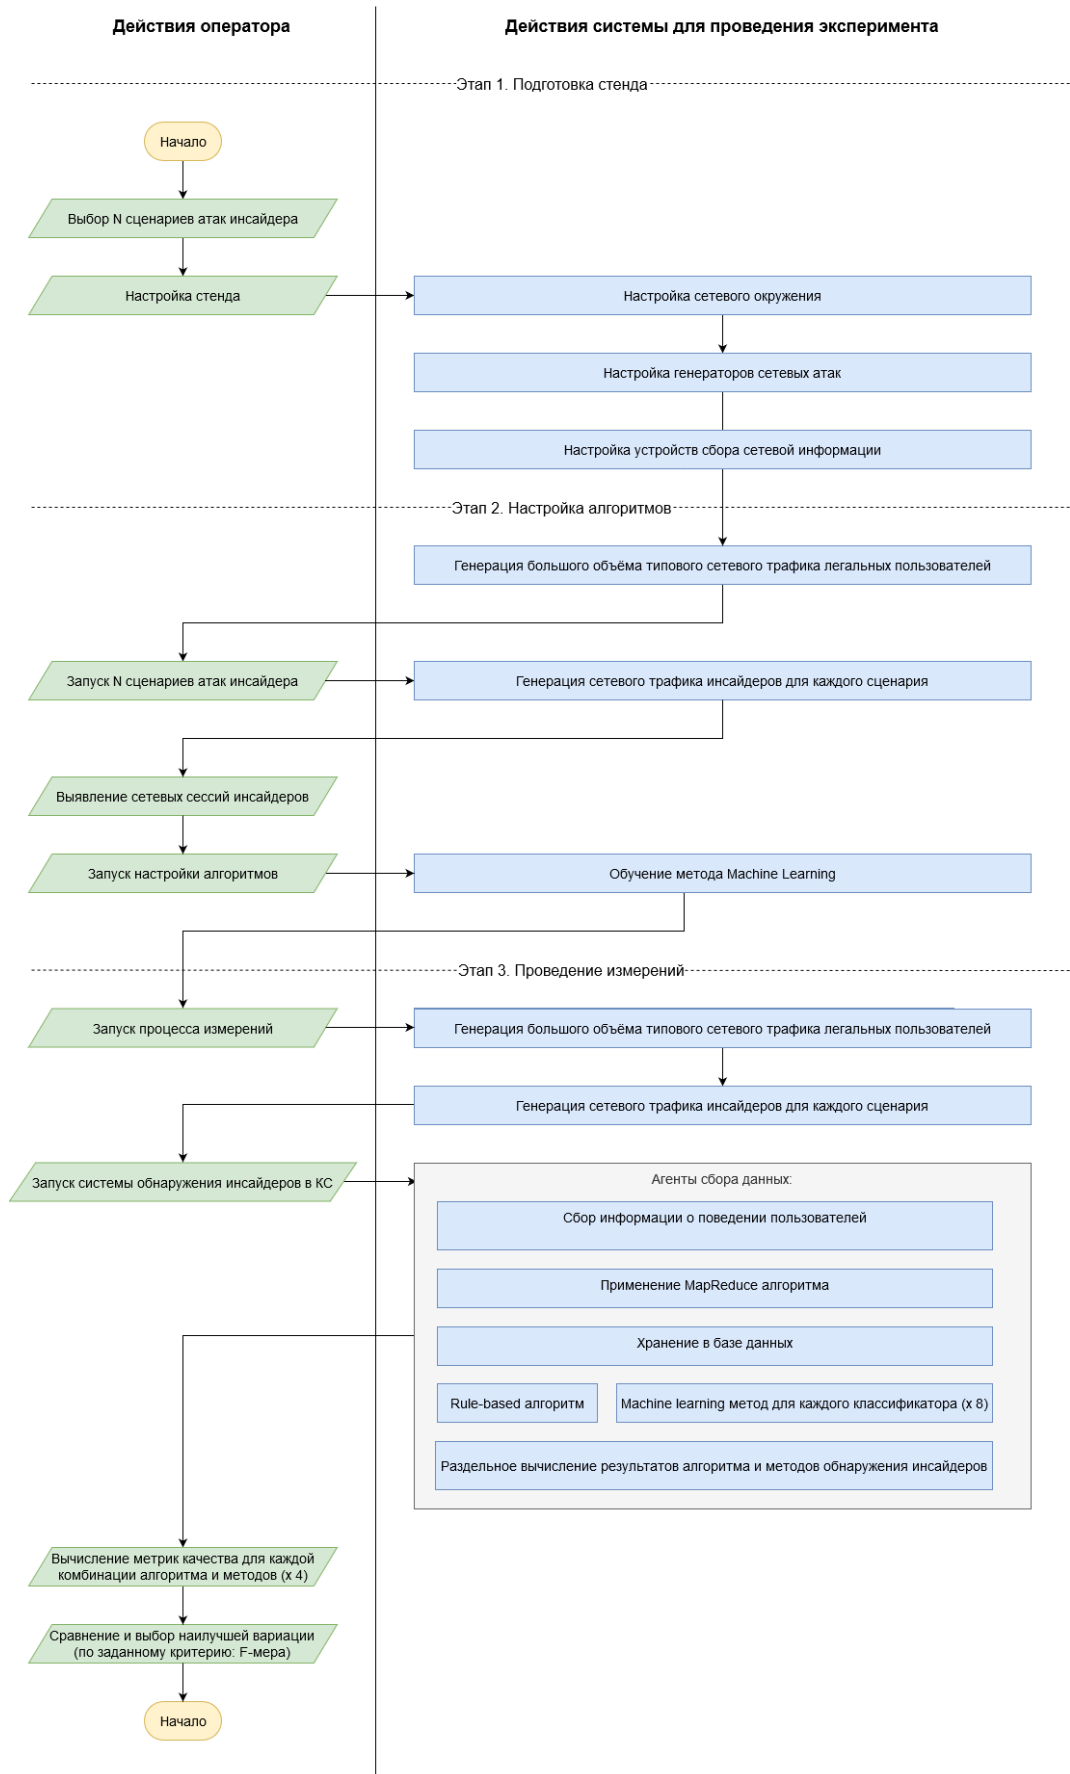 Действия оператора
Действия системы для проведения эксперимента
Этап 1. Подготовка стенда
Начало
Выбор N сценариев атак инсайдера
Настройка стенда
Настройка сетевого окружения
Настройка генераторов сетевых атак
Настройка устройств сбора сетевой информации
Этап 2. Настройка алгоритмов
Генерация большого объёма типового сетевого трафика легальных пользователей
Запуск N сценариев атак инсайдера
Генерация сетевого трафика инсайдеров для каждого сценария
Выявление сетевых сессий инсайдеров
Запуск настройки алгоритмов
Обучение метода Machine Learning
Этап 3. Проведение измерений
Запуск процесса измерений
Генерация большого объёма типового сетевого трафика легальных пользователей
Генерация сетевого трафика инсайдеров для каждого сценария
Запуск системы обнаружения инсайдеров в КС
Агенты сбора данных:
Сбор информации о поведении пользователей
Применение MapReduce алгоритма
Хранение в базе данных
Rule-based алгоритм
Machine learning метод для каждого классификатора (x 8)
Раздельное вычисление результатов алгоритма и методов обнаружения инсайдеров
Вычисление метрик качества для каждой
комбинации алгоритма и методов (x 4)
Сравнение и выбор наилучшей вариации
(по заданному критерию: F-мера)
Начало